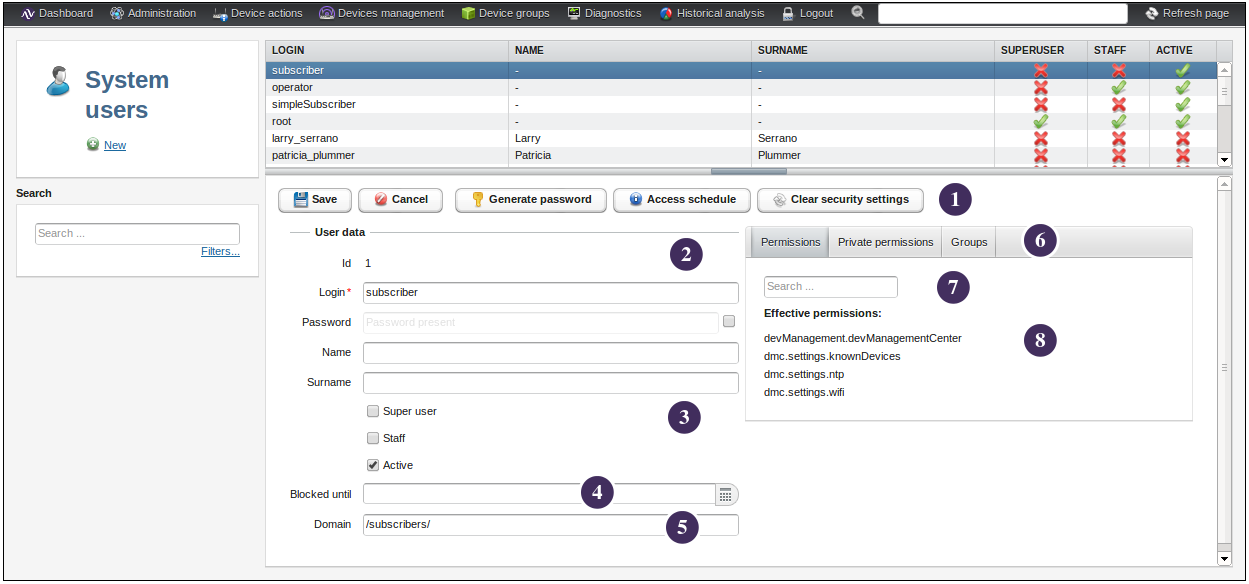 Dashboard Administration Device actions Devices management Device groups Diagnostics Historical analysis Logout Refresh page
System
users
New
Search
Search ...
Filters...
LOGIN NAME SURNAME SUPERUSER STAFF ACTIVE
subscriber - -
operator - -
simpleSubscriber - -
root - -
larry_serrano Larry Serrano
patricia_plummer Patricia Plummer
Save Cancel Generate password Access schedule Clear security settings 1
User data
2
Id 1
Login* subscriber
Password Password present
Name
Surname
Super user
3
Staff
Active
Blocked until 4
Domain /subscribers/ 5
Permissions Private permissions Groups 6
Search ... 7
Effective permissions:
devManagement.devManagementCenter 8
dmc.settings.knownDevices
dmc.settings.ntp
dmc.settings.wifi